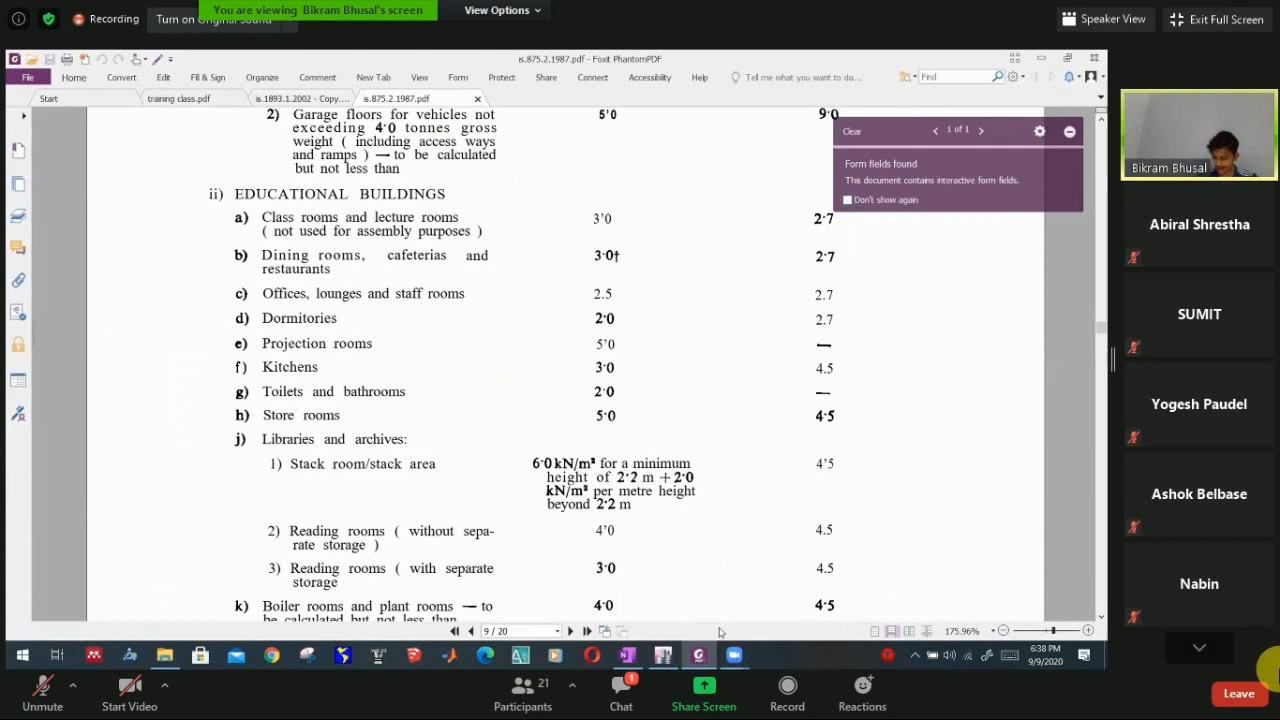 You are viewing Bikram Bhusal's screen
View Options
Recording
Turn on Original Sound
Speaker View
Exit Full Screen
is.875.2.1987.pdf - Foxit PhantomPDF
File Home Convert Edit Fill & Sign Organize Comment New Tab View Form Protect Share Connect Accessibility Help Tell me what you want to do... Find
Start training class.pdf is.1893.1.2002 - Copy.... is.875.2.1987.pdf
2) Garage floors for vehicles not 5'0 9·0
exceeding 4·0 tonnes gross
weight ( including access ways
and ramps ) — to be calculated
but not less than
Clear
1 of 1
Form fields found
This document contains interactive form fields.
Don't show again
ii) EDUCATIONAL BUILDINGS
a) Class rooms and lecture rooms 3'0 2·7
( not used for assembly purposes )
b) Dining rooms, cafeterias and 3·0† 2·7
restaurants
c) Offices, lounges and staff rooms 2.5 2.7
d) Dormitories 2·0 2.7
e) Projection rooms 5'0 —
f) Kitchens 3·0 4.5
g) Toilets and bathrooms 2·0 —
h) Store rooms 5·0 4·5
j) Libraries and archives:
1) Stack room/stack area 6·0 kN/m² for a minimum 4'5
height of 2·2 m + 2·0
kN/m² per metre height
beyond 2·2 m
2) Reading rooms ( without sepa- 4'0 4.5
rate storage )
3) Reading rooms ( with separate 3·0 4.5
storage
k) Boiler rooms and plant rooms — to 4·0 4·5
be calculated but not less than
9 / 20
175.96%
6:38 PM
9/9/2020
Bikram Bhusal
Abiral Shrestha
SUMIT
Yogesh Paudel
Ashok Belbase
Nabin
Unmute
Start Video
21
Participants
1
Chat
Share Screen
Record
Reactions
Leave